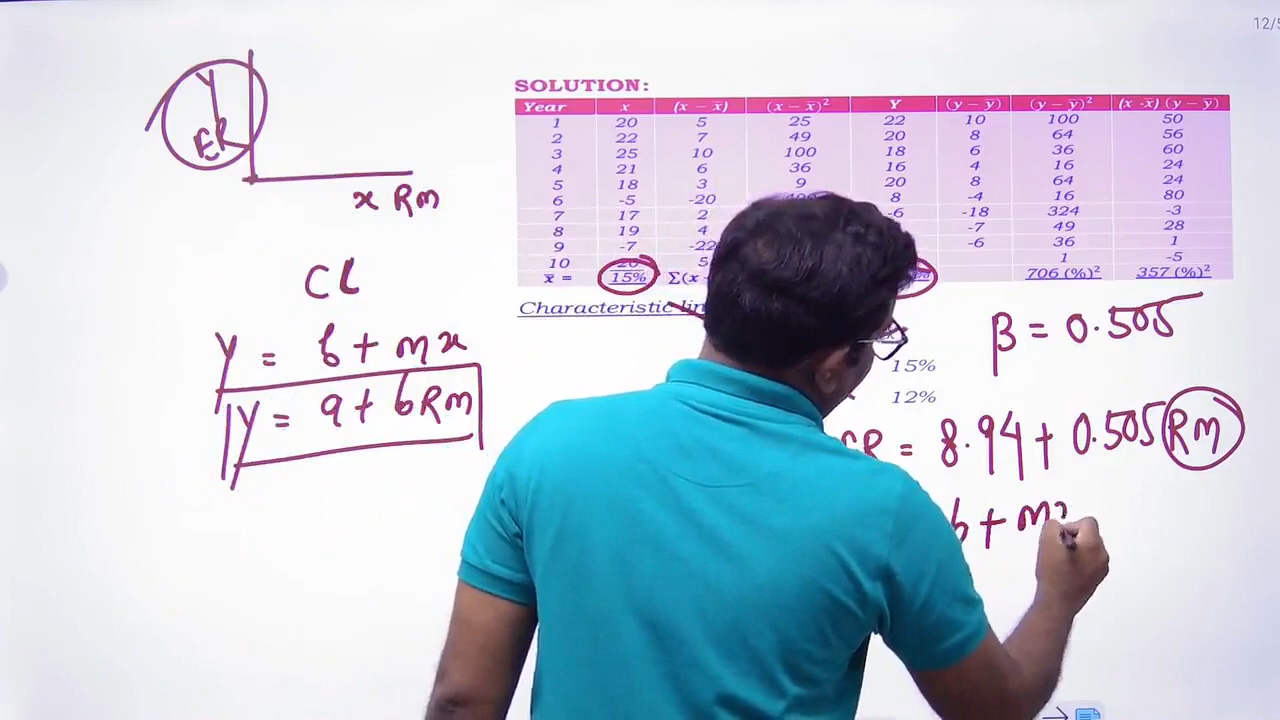 12/5
Y
ER
x Rm
CL
Y = b + mx
Y = a + bRm
SOLUTION:
Year x (x − x̄) (x − x̄)² Y (y − ȳ) (y − ȳ)² (x -x̄) (y − ȳ)
1 20 5 25 22 10 100 50
2 22 7 49 20 8 64 56
3 25 10 100 18 6 36 60
4 21 6 36 16 4 16 24
5 18 3 9 20 8 64 24
6 -5 -20 8 -4 16 80
7 17 2 -6 -18 324 -3
8 19 4 -7 49 28
9 -7 -22 -6 36 1
10 20 5 1 -5
x̄ = 15% Σ(x 706 (%)² 357 (%)²
Characteristic
15%
12%
β = 0.505
= 8.94 + 0.505 Rm
b + m